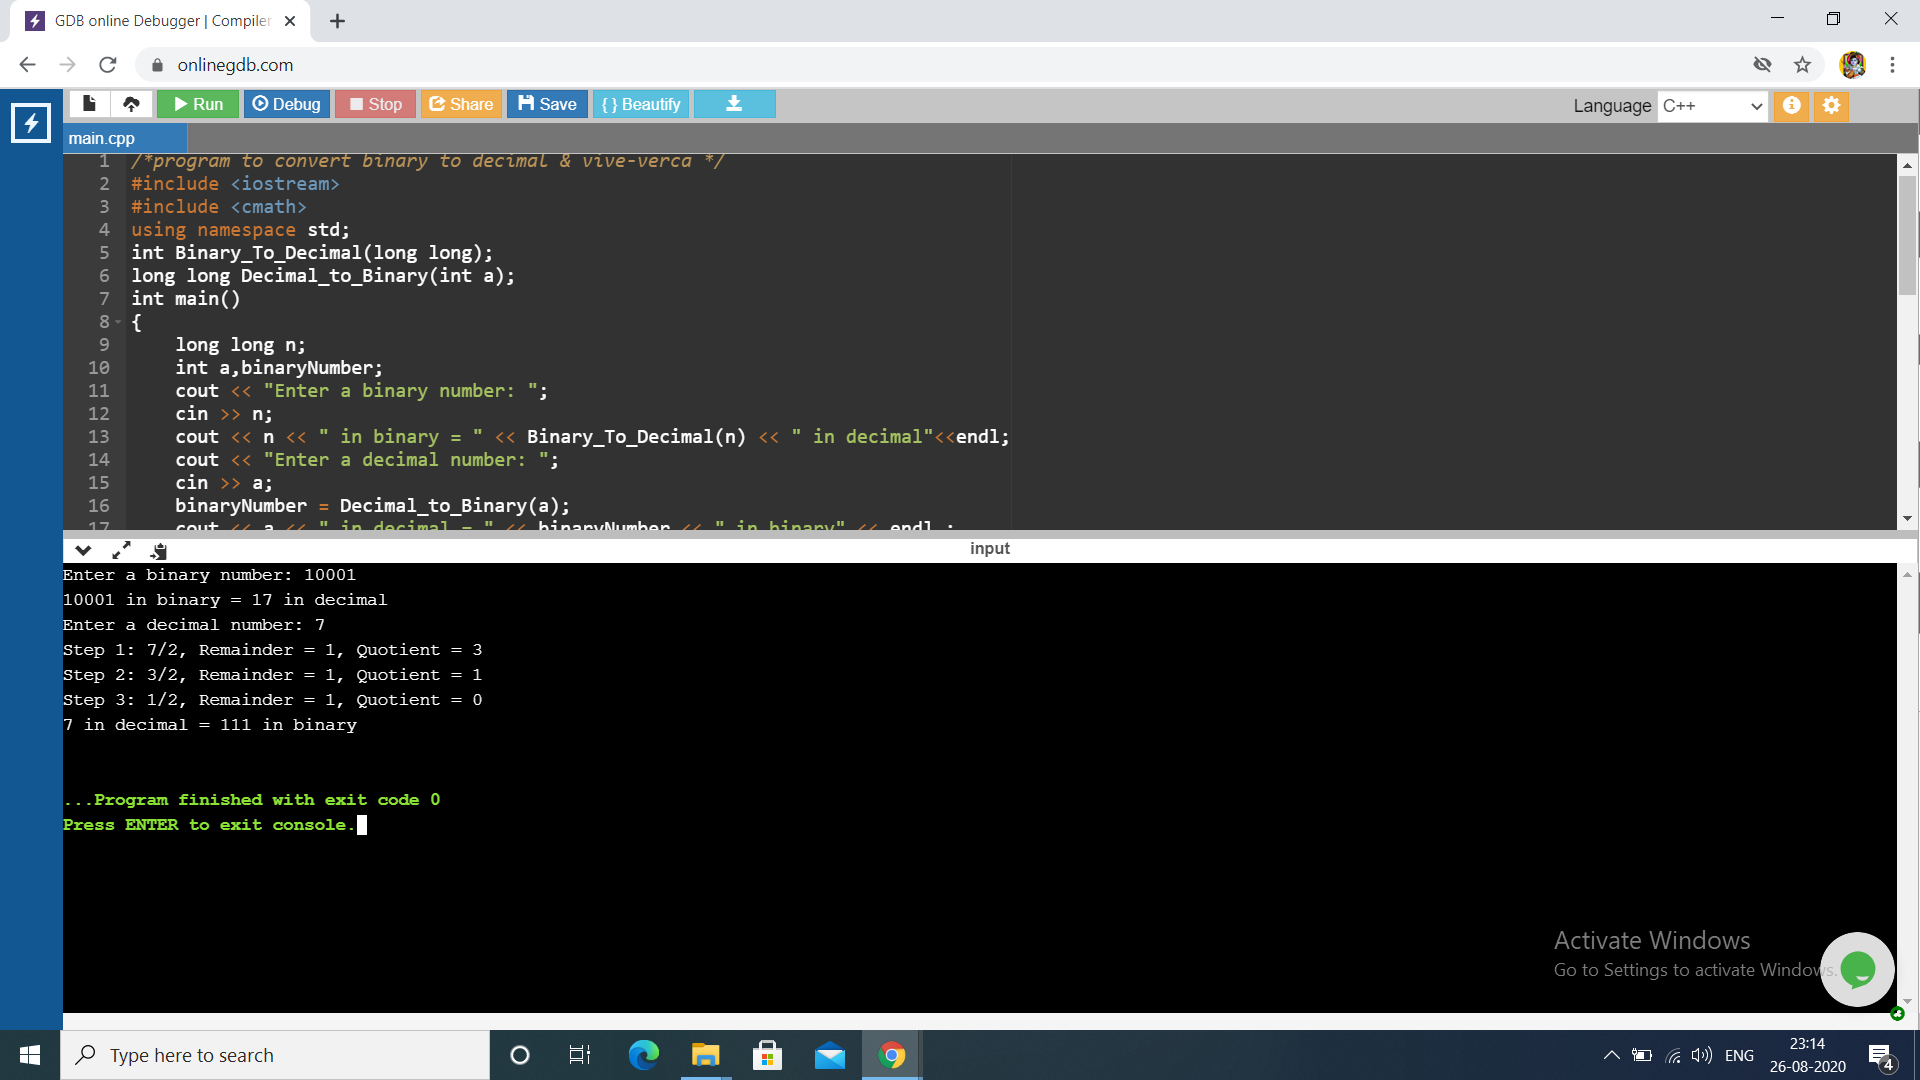 GDB online Debugger | Compiler
onlinegdb.com
Run Debug Stop Share Save { } Beautify Language C++
main.cpp
1 /*program to convert binary to decimal & vive-verca */
2 #include <iostream>
3 #include <cmath>
4 using namespace std;
5 int Binary_To_Decimal(long long);
6 long long Decimal_to_Binary(int a);
7 int main()
8 {
9 long long n;
10 int a,binaryNumber;
11 cout << "Enter a binary number: ";
12 cin >> n;
13 cout << n << " in binary = " << Binary_To_Decimal(n) << " in decimal"<<endl;
14 cout << "Enter a decimal number: ";
15 cin >> a;
16 binaryNumber = Decimal_to_Binary(a);
17 cout << a << " in decimal = " << binaryNumber << " in binary" << endl ;
input
Enter a binary number: 10001
10001 in binary = 17 in decimal
Enter a decimal number: 7
Step 1: 7/2, Remainder = 1, Quotient = 3
Step 2: 3/2, Remainder = 1, Quotient = 1
Step 3: 1/2, Remainder = 1, Quotient = 0
7 in decimal = 111 in binary
...Program finished with exit code 0
Press ENTER to exit console.
Activate Windows
Go to Settings to activate Windows.
Type here to search
ENG
23:14
26-08-2020
4